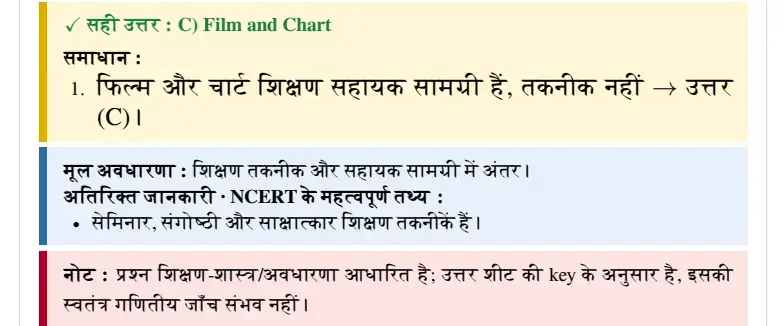 ✓ सही उत्तर : C) Film and Chart
समाधान :
1. फिल्म और चार्ट शिक्षण सहायक सामग्री हैं, तकनीक नहीं → उत्तर
(C)।
मूल अवधारणा : शिक्षण तकनीक और सहायक सामग्री में अंतर।
अतिरिक्त जानकारी · NCERT के महत्वपूर्ण तथ्य :
• सेमिनार, संगोष्ठी और साक्षात्कार शिक्षण तकनीकें हैं।
नोट : प्रश्न शिक्षण-शास्त्र/अवधारणा आधारित है; उत्तर शीट की key के अनुसार है, इसकी
स्वतंत्र गणितीय जाँच संभव नहीं।